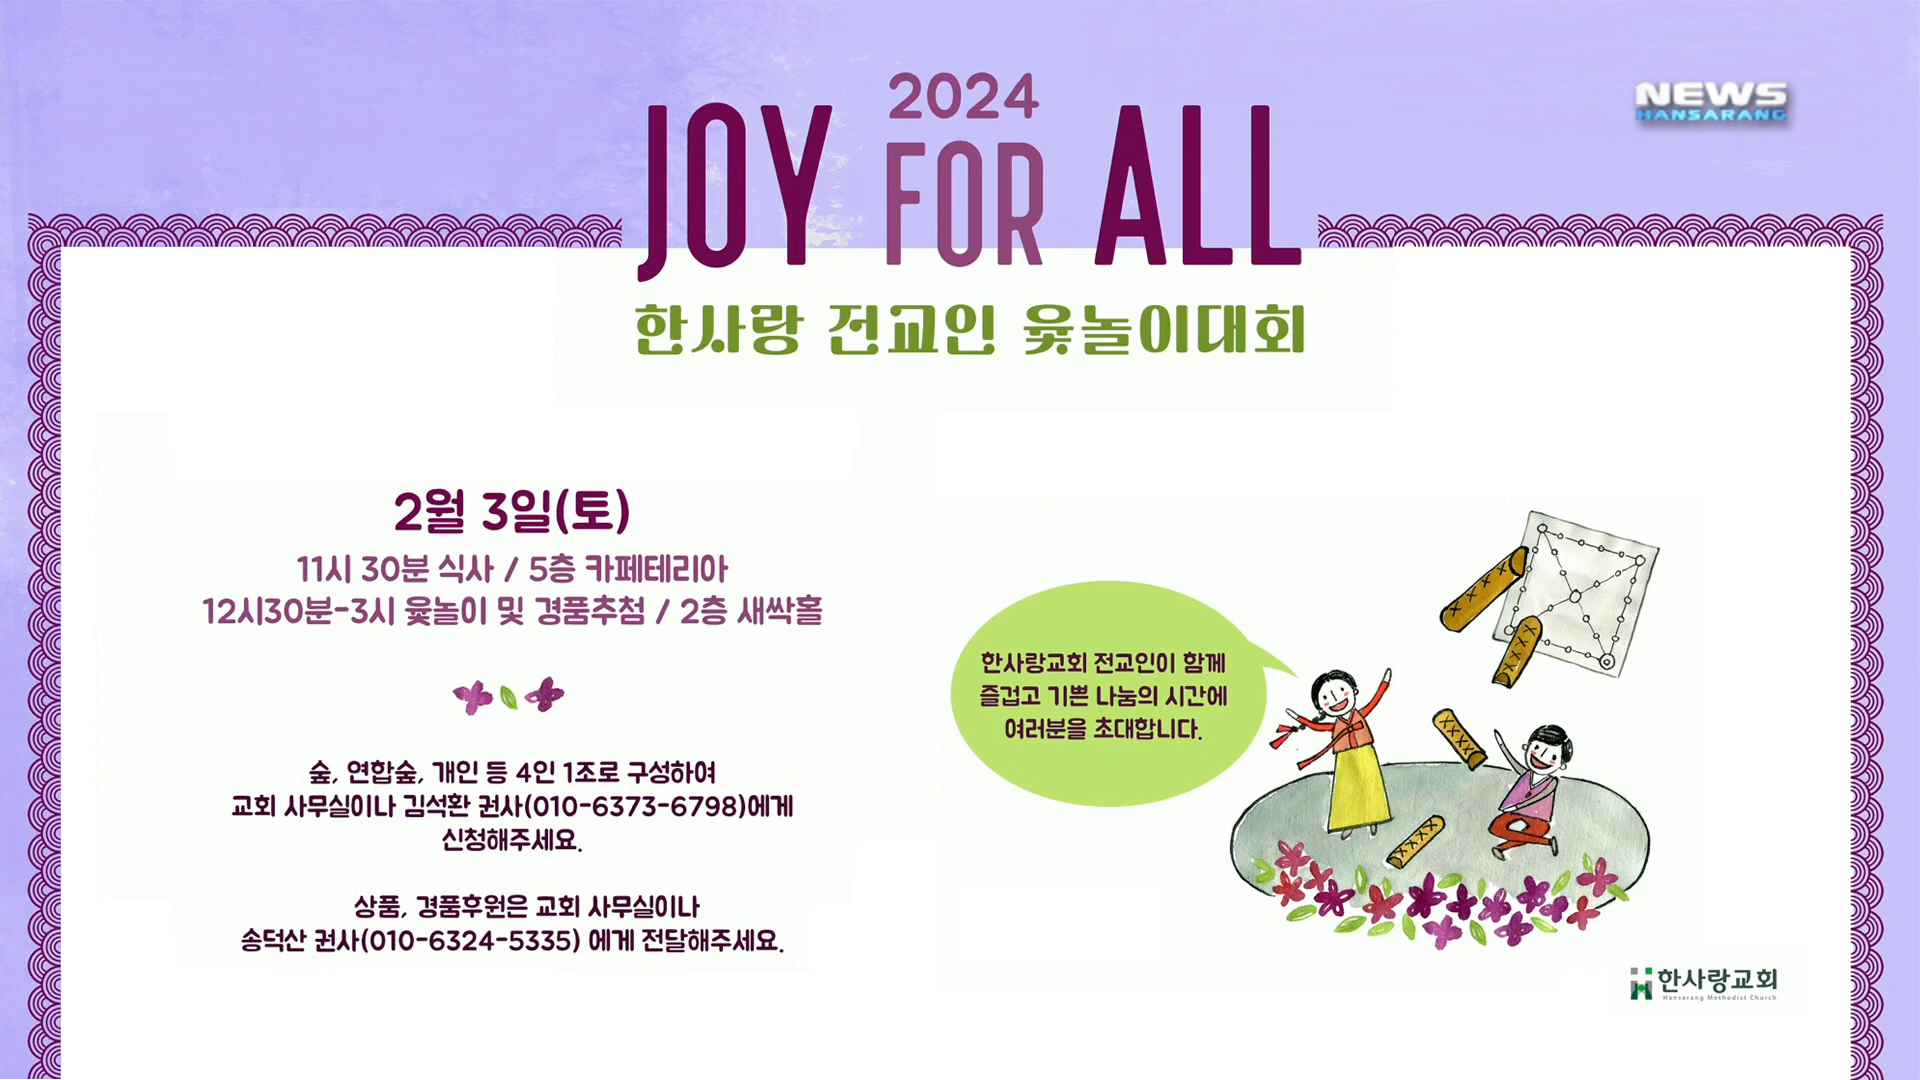 2024
JOY FOR ALL
NEWS
HANSARANG
한사랑 전교인 윷놀이대회
2월 3일(토)
11시 30분 식사 / 5층 카페테리아
12시30분-3시 윷놀이 및 경품추첨 / 2층 새싹홀
숲, 연합숲, 개인 등 4인 1조로 구성하여
교회 사무실이나 김석환 권사(010-6373-6798)에게
신청해주세요.
상품, 경품후원은 교회 사무실이나
송덕산 권사(010-6324-5335) 에게 전달해주세요.
한사랑교회 전교인이 함께
즐겁고 기쁜 나눔의 시간에
여러분을 초대합니다.
한사랑교회
Hansarang Methodist Church